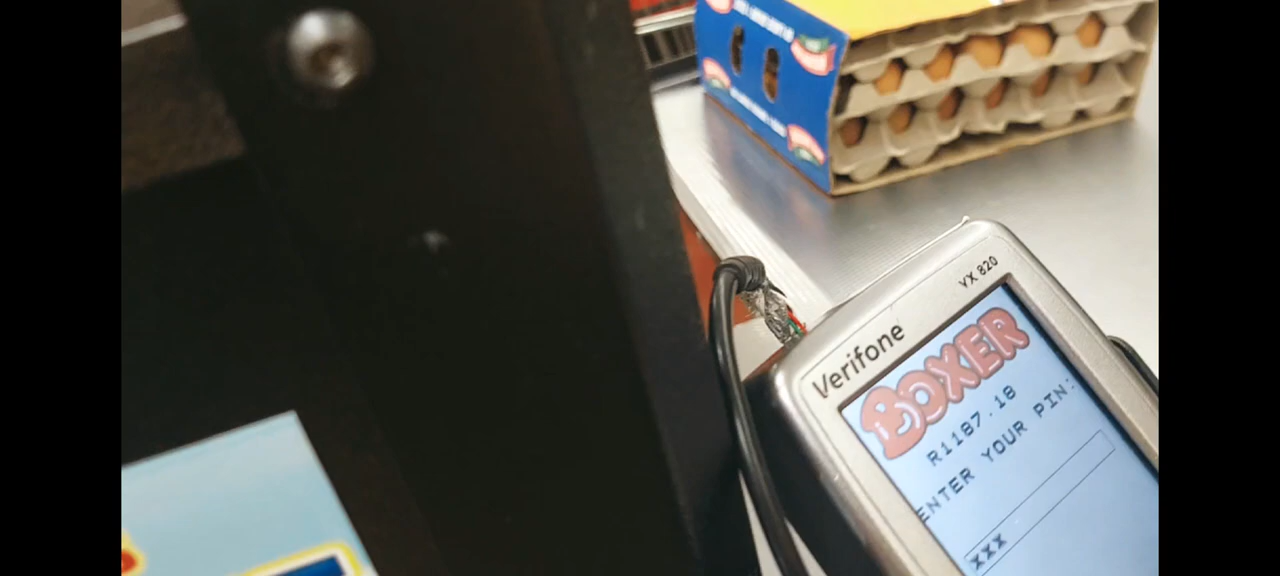 Verifone
VX 820
BOXER
R1187.18
ENTER YOUR PIN:
xxx